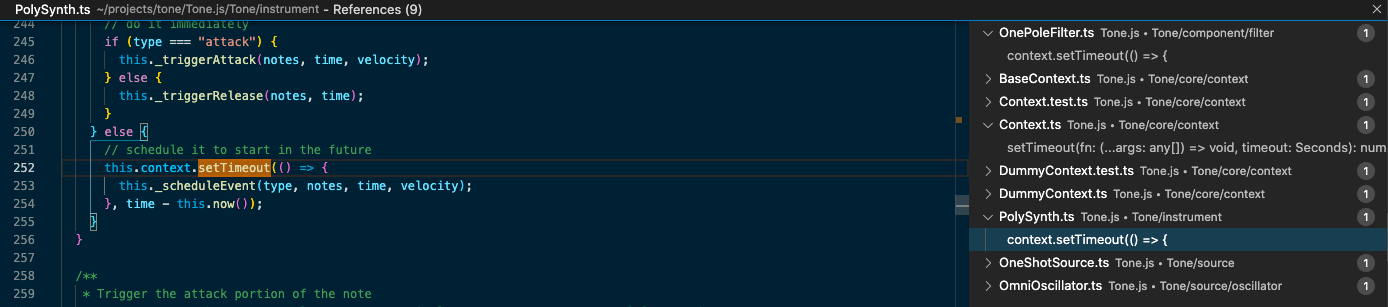 PolySynth.ts ~/projects/tone/Tone.js/Tone/instrument - References (9)
244 // do it immediately
245 if (type === "attack") {
246 this._triggerAttack(notes, time, velocity);
247 } else {
248 this._triggerRelease(notes, time);
249 }
250 } else {
251 // schedule it to start in the future
252 this.context.setTimeout(() => {
253 this._scheduleEvent(type, notes, time, velocity);
254 }, time - this.now());
255 }
256 }
257
258 /**
259 * Trigger the attack portion of the note
OnePoleFilter.ts Tone.js • Tone/component/filter 1
context.setTimeout(() => {
BaseContext.ts Tone.js • Tone/core/context 1
Context.test.ts Tone.js • Tone/core/context 1
Context.ts Tone.js • Tone/core/context 1
setTimeout(fn: (...args: any[]) => void, timeout: Seconds): num
DummyContext.test.ts Tone.js • Tone/core/context 1
DummyContext.ts Tone.js • Tone/core/context 1
PolySynth.ts Tone.js • Tone/instrument 1
context.setTimeout(() => {
OneShotSource.ts Tone.js • Tone/source 1
OmniOscillator.ts Tone.js • Tone/source/oscillator 1